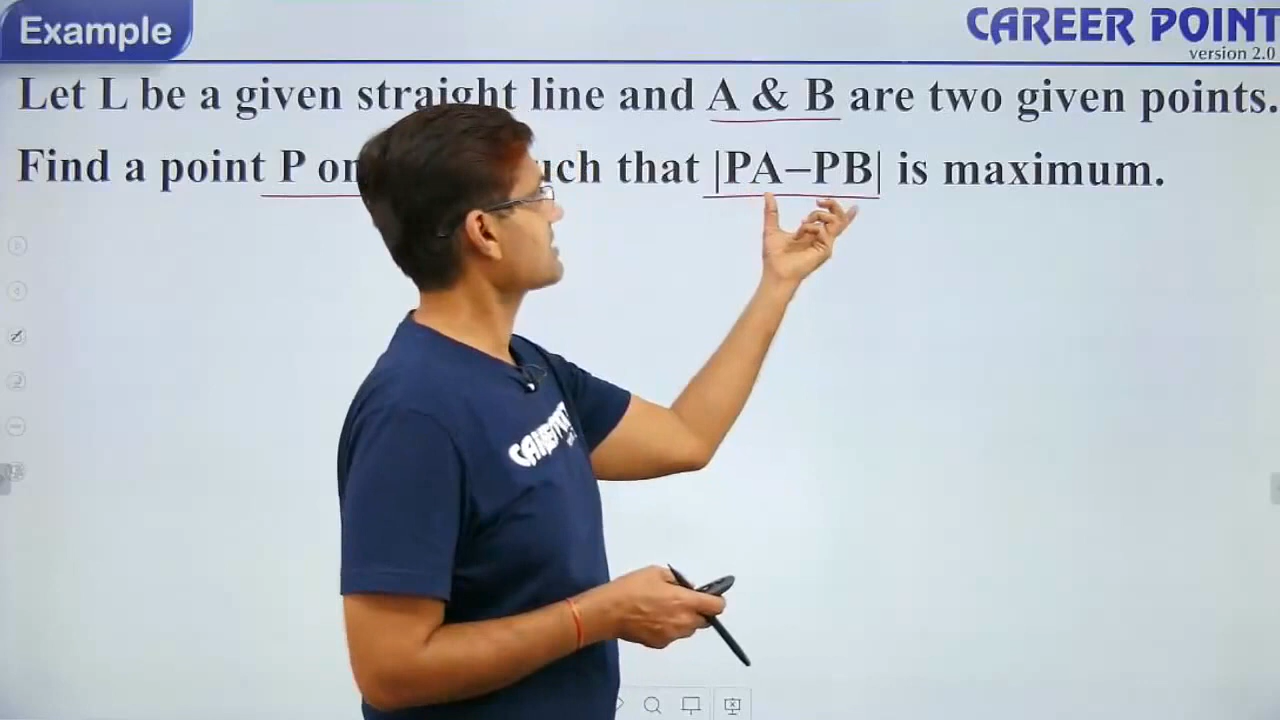 Example
CAREER POINT
version 2.0
Let L be a given straight line and A & B are two given points.
Find a point P on such that |PA–PB| is maximum.